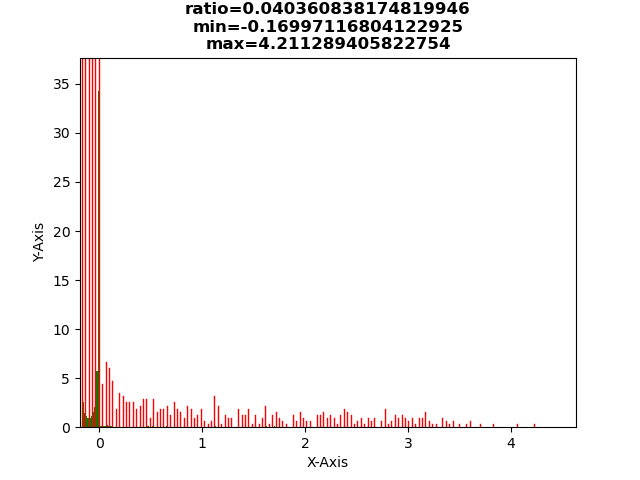 ratio=0.040360838174819946
min=-0.16997116804122925
max=4.211289405822754
35
30
25
20
15
10
5
0
Y-Axis
0 1 2 3 4
X-Axis